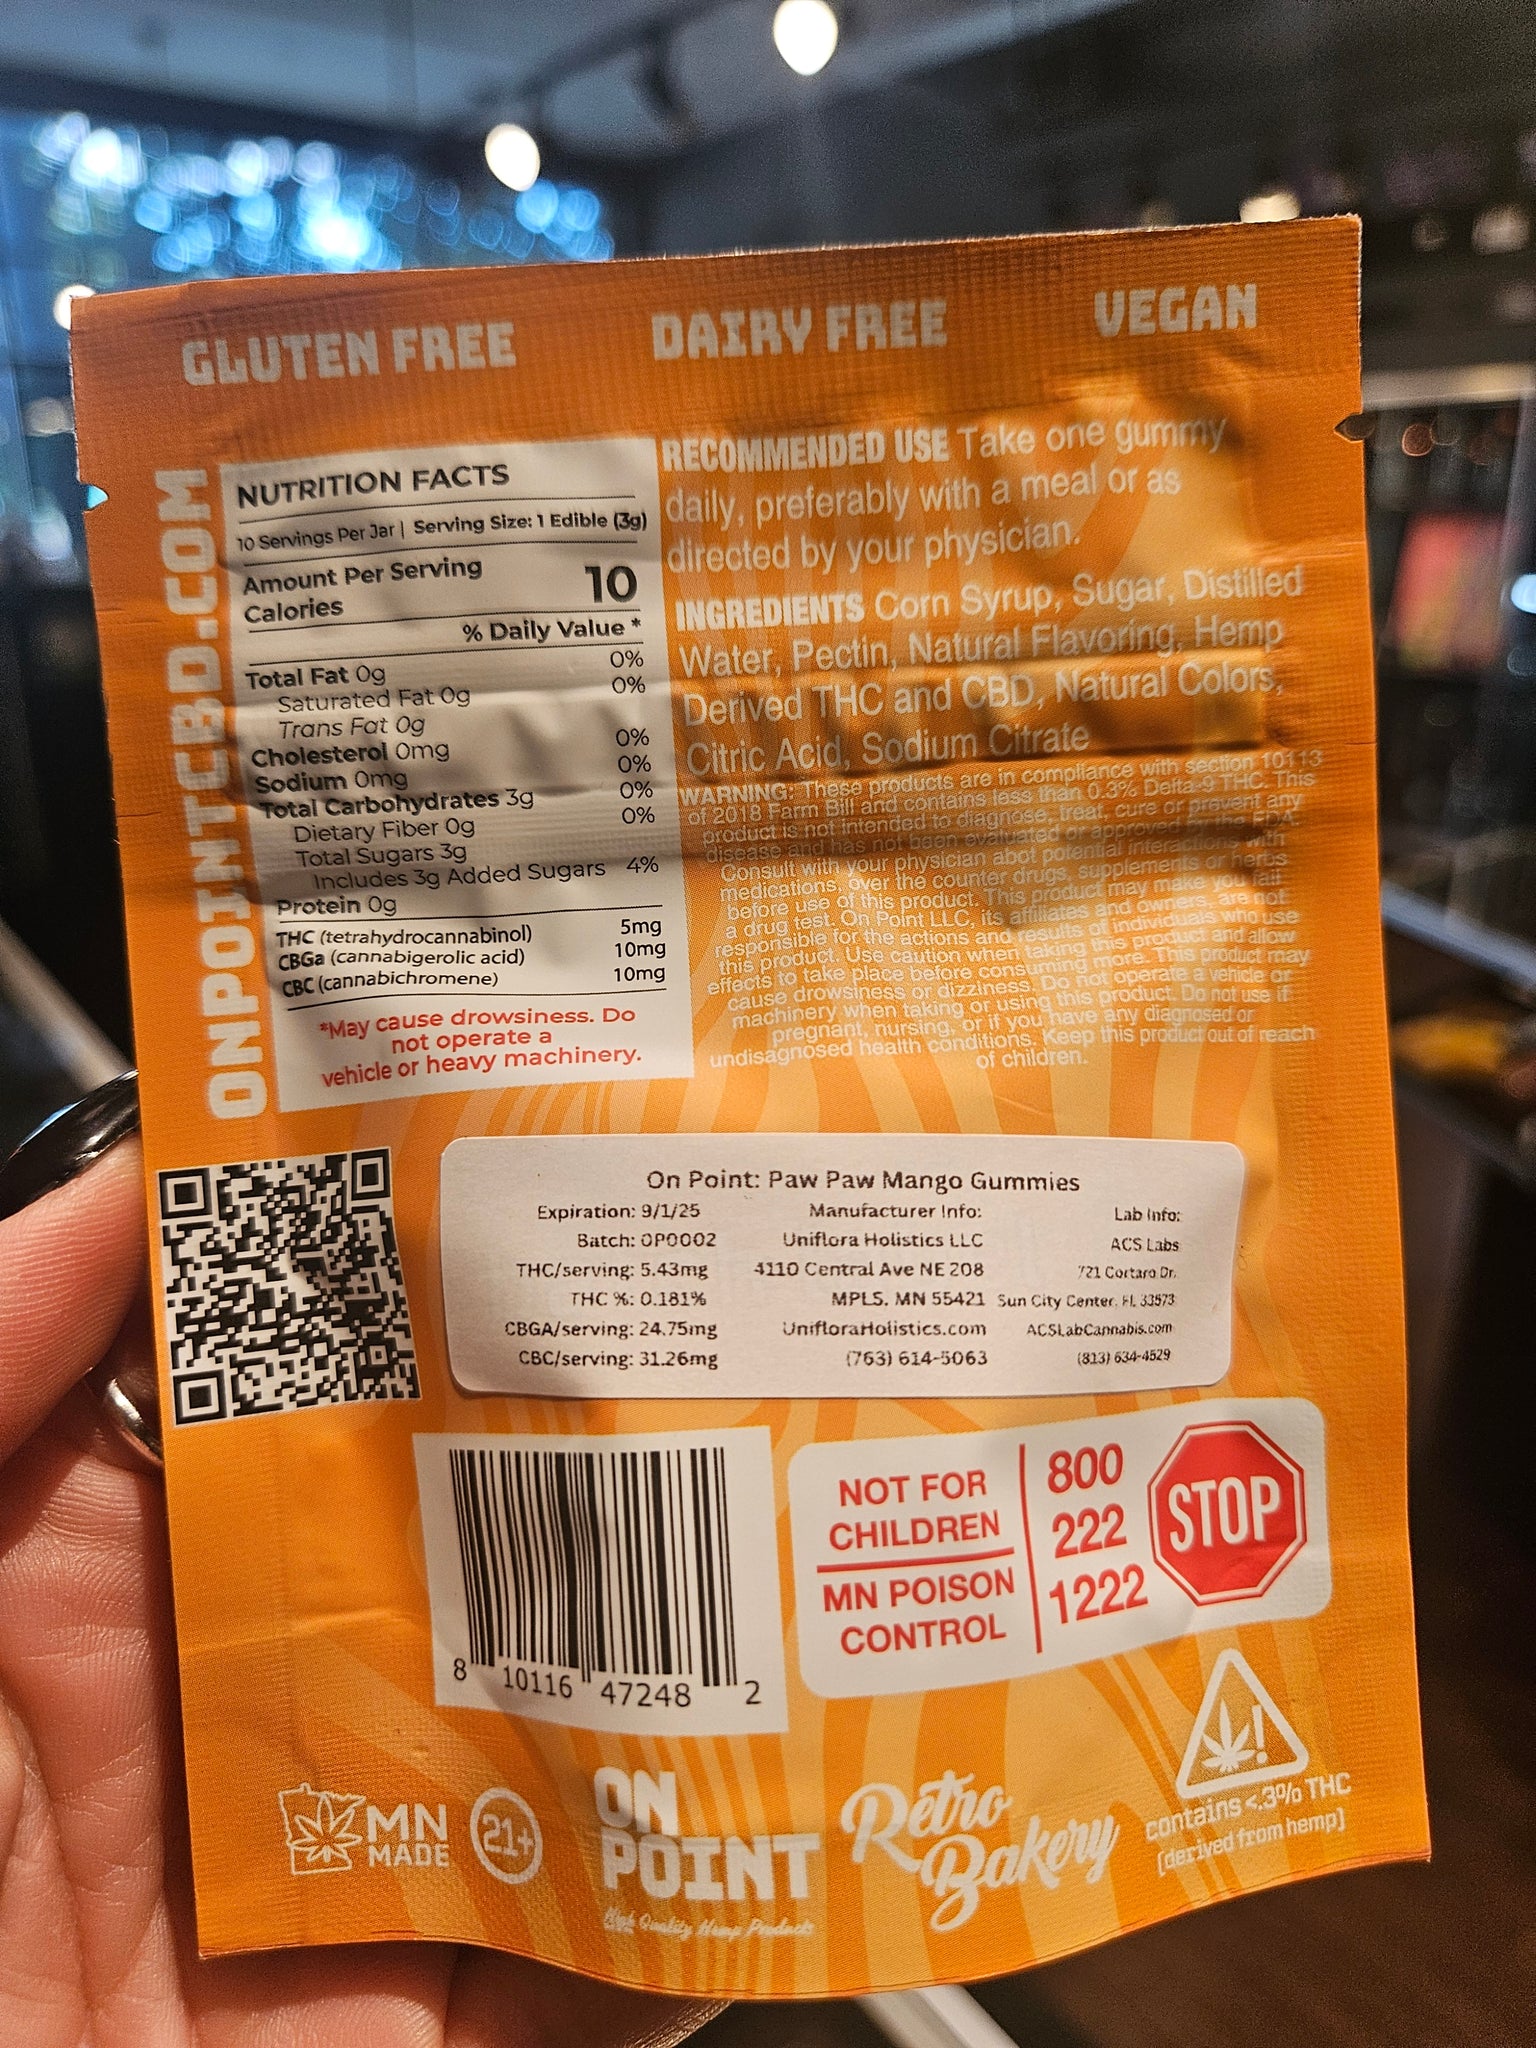 GLUTEN FREE
DAIRY FREE
VEGAN
ONPOINTCBD.COM
NUTRITION FACTS
10 Servings Per Jar | Serving Size: 1 Edible (3g)
Amount Per Serving
Calories 10
% Daily Value *
Total Fat 0g 0%
Saturated Fat 0g 0%
Trans Fat 0g
Cholesterol 0mg 0%
Sodium 0mg 0%
Total Carbohydrates 3g 0%
Dietary Fiber 0g 0%
Total Sugars 3g
Includes 3g Added Sugars 4%
Protein 0g
THC (tetrahydrocannabinol) 5mg
CBGa (cannabigerolic acid) 10mg
CBC (cannabichromene) 10mg
*May cause drowsiness. Do
not operate a
vehicle or heavy machinery.
RECOMMENDED USE Take one gummy
daily, preferably with a meal or as
directed by your physician.
INGREDIENTS Corn Syrup, Sugar, Distilled
Water, Pectin, Natural Flavoring, Hemp
Derived THC and CBD, Natural Colors,
Citric Acid, Sodium Citrate
WARNING: These products are in compliance with section 10113
of 2018 Farm Bill and contains less than 0.3% Delta-9 THC. This
product is not intended to diagnose, treat, cure or prevent any
disease and has not been evaluated or approved by the FDA.
Consult with your physician abot potential interactions with
medications, over the counter drugs, supplements or herbs
before use of this product. This product may make you fail
a drug test. On Point LLC, its affiliates and owners, are not
responsible for the actions and results of individuals who use
this product. Use caution when taking this product and allow
effects to take place before consuming more. This product may
cause drowsiness or dizziness. Do not operate a vehicle or
machinery when taking or using this product. Do not use if
pregnant, nursing, or if you have any diagnosed or
undisagnosed health conditions. Keep this product out of reach
of children.
On Point: Paw Paw Mango Gummies
Expiration: 9/1/25
Batch: OP0002
THC/serving: 5.43mg
THC %: 0.181%
CBGA/serving: 24.75mg
CBC/serving: 31.26mg
Manufacturer Info:
Uniflora Holistics LLC
4110 Central Ave NE 208
MPLS. MN 55421
UnifloraHolistics.com
(763) 614-5063
Lab Info:
ACS Labs
721 Cortaro Dr.
Sun City Center, FL 33573
ACSLabCannabis.com
(813) 634-4529
8 10116 47248 2
NOT FOR
CHILDREN
MN POISON
CONTROL
800
222
1222
STOP
MN
MADE
21+
ON
POINT
High Quality Hemp Products
Retro
Bakery
!
contains <.3% THC
(derived from hemp)